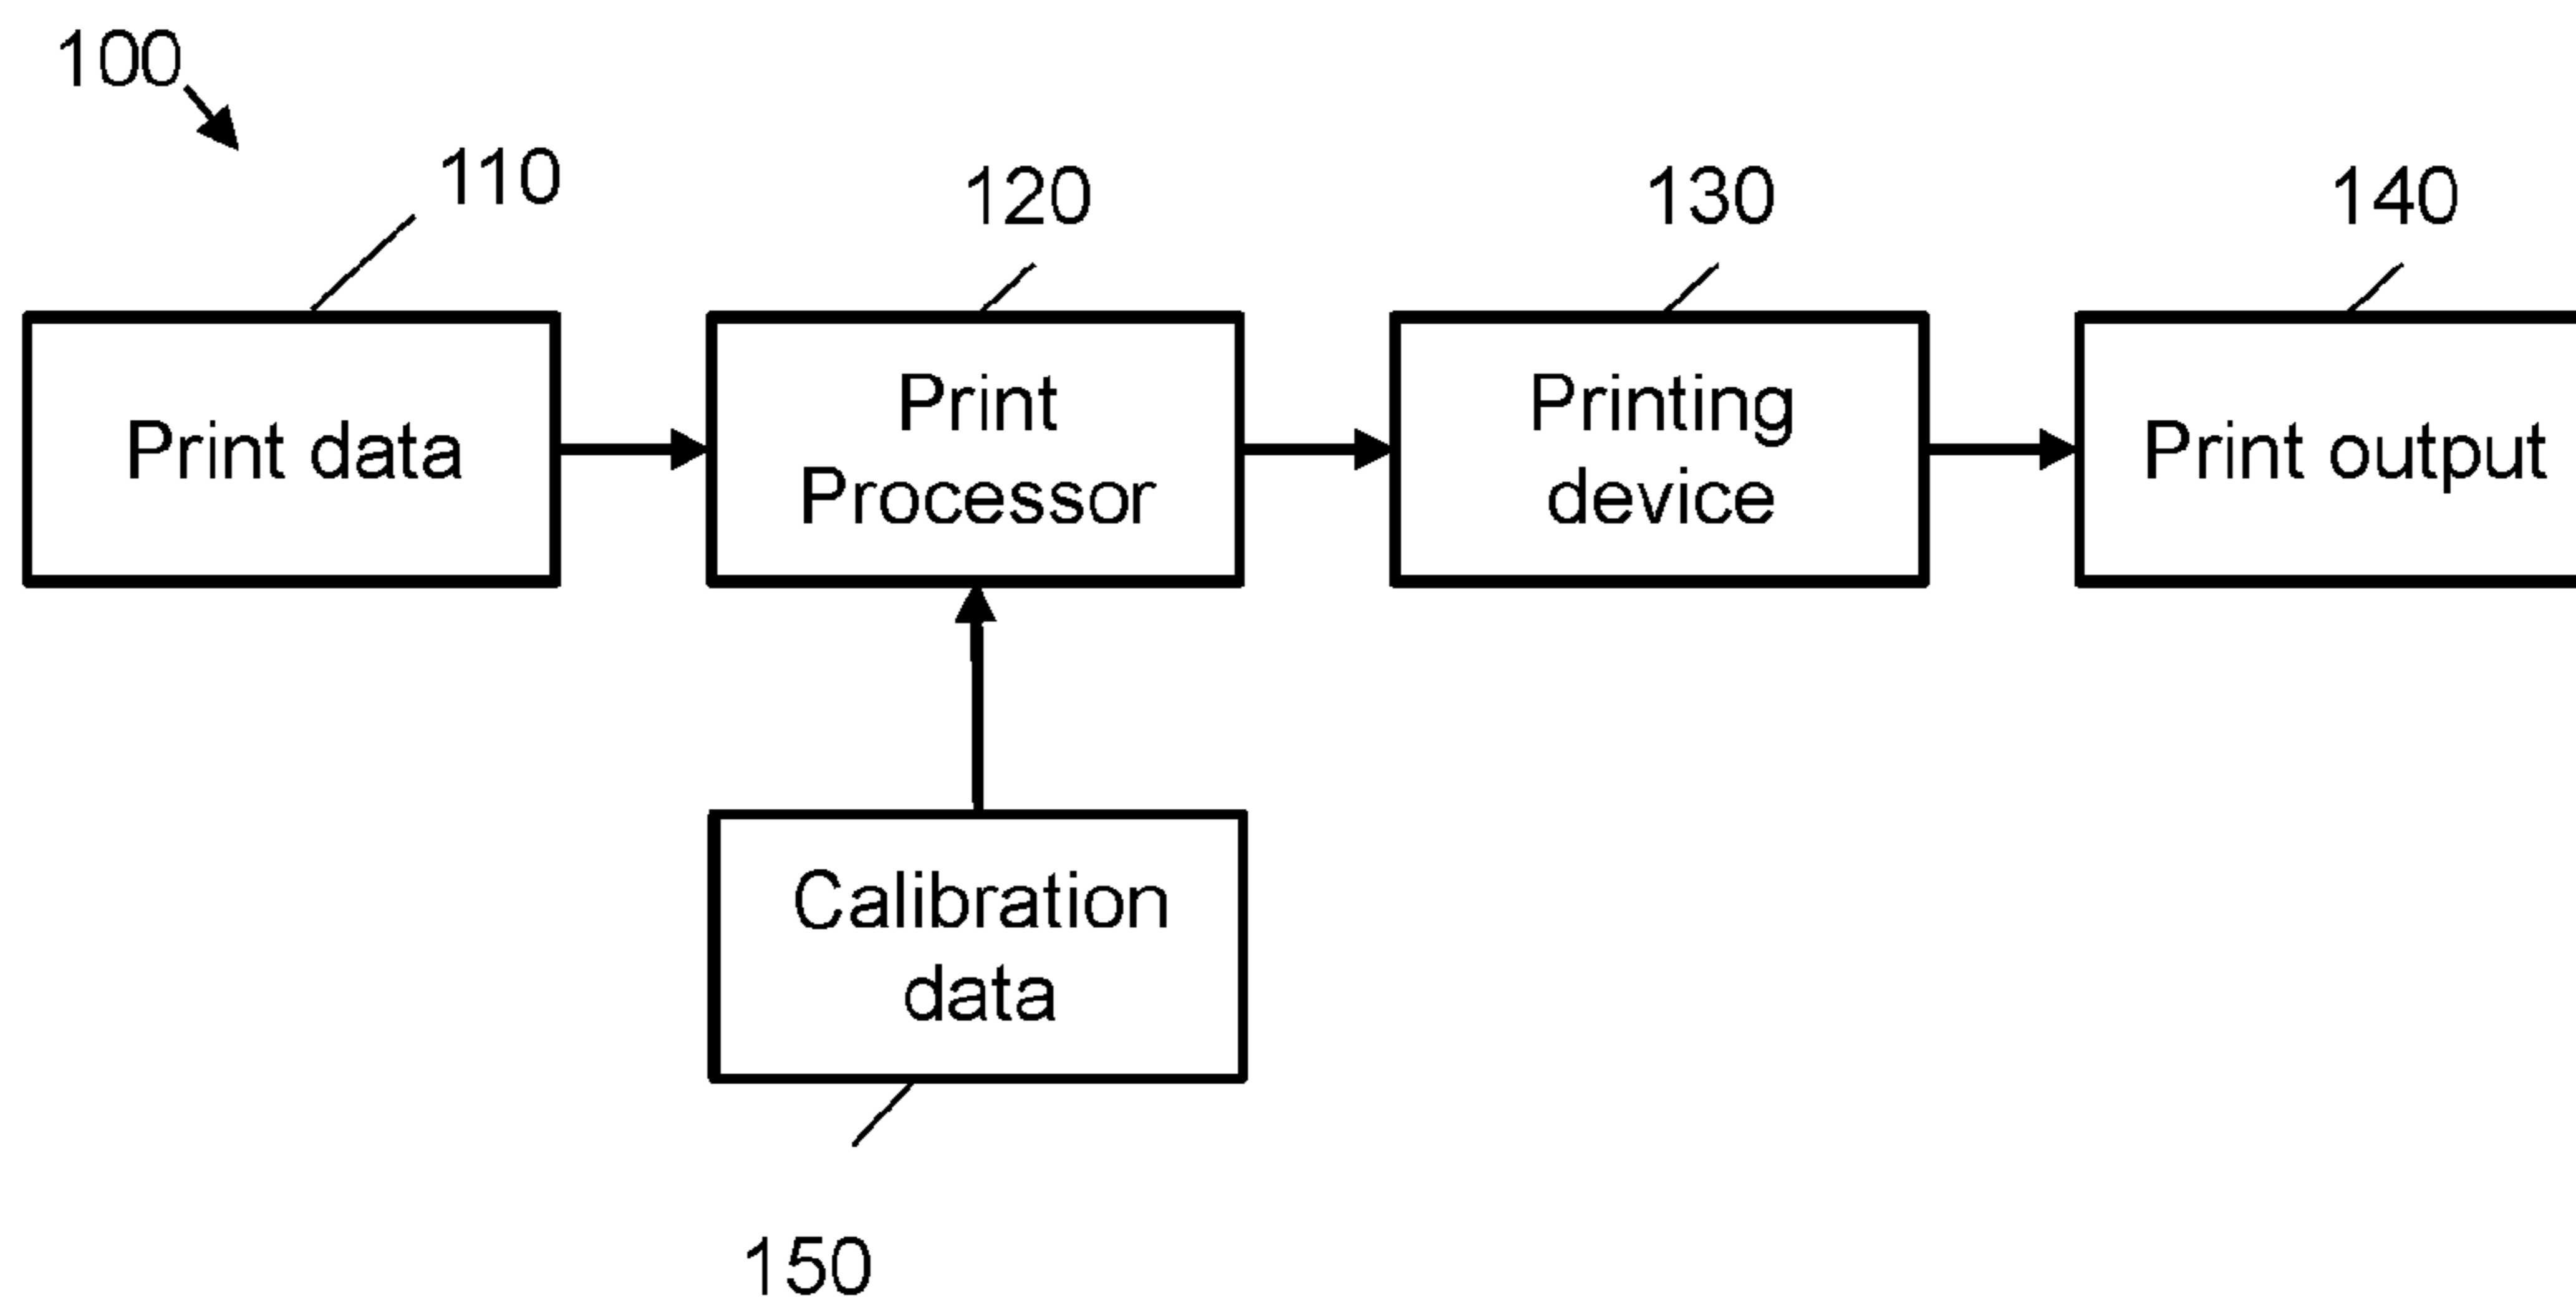 100
110
120
130
140
Print data
Print
Processor
Printing
device
Print output
Calibration
data
150